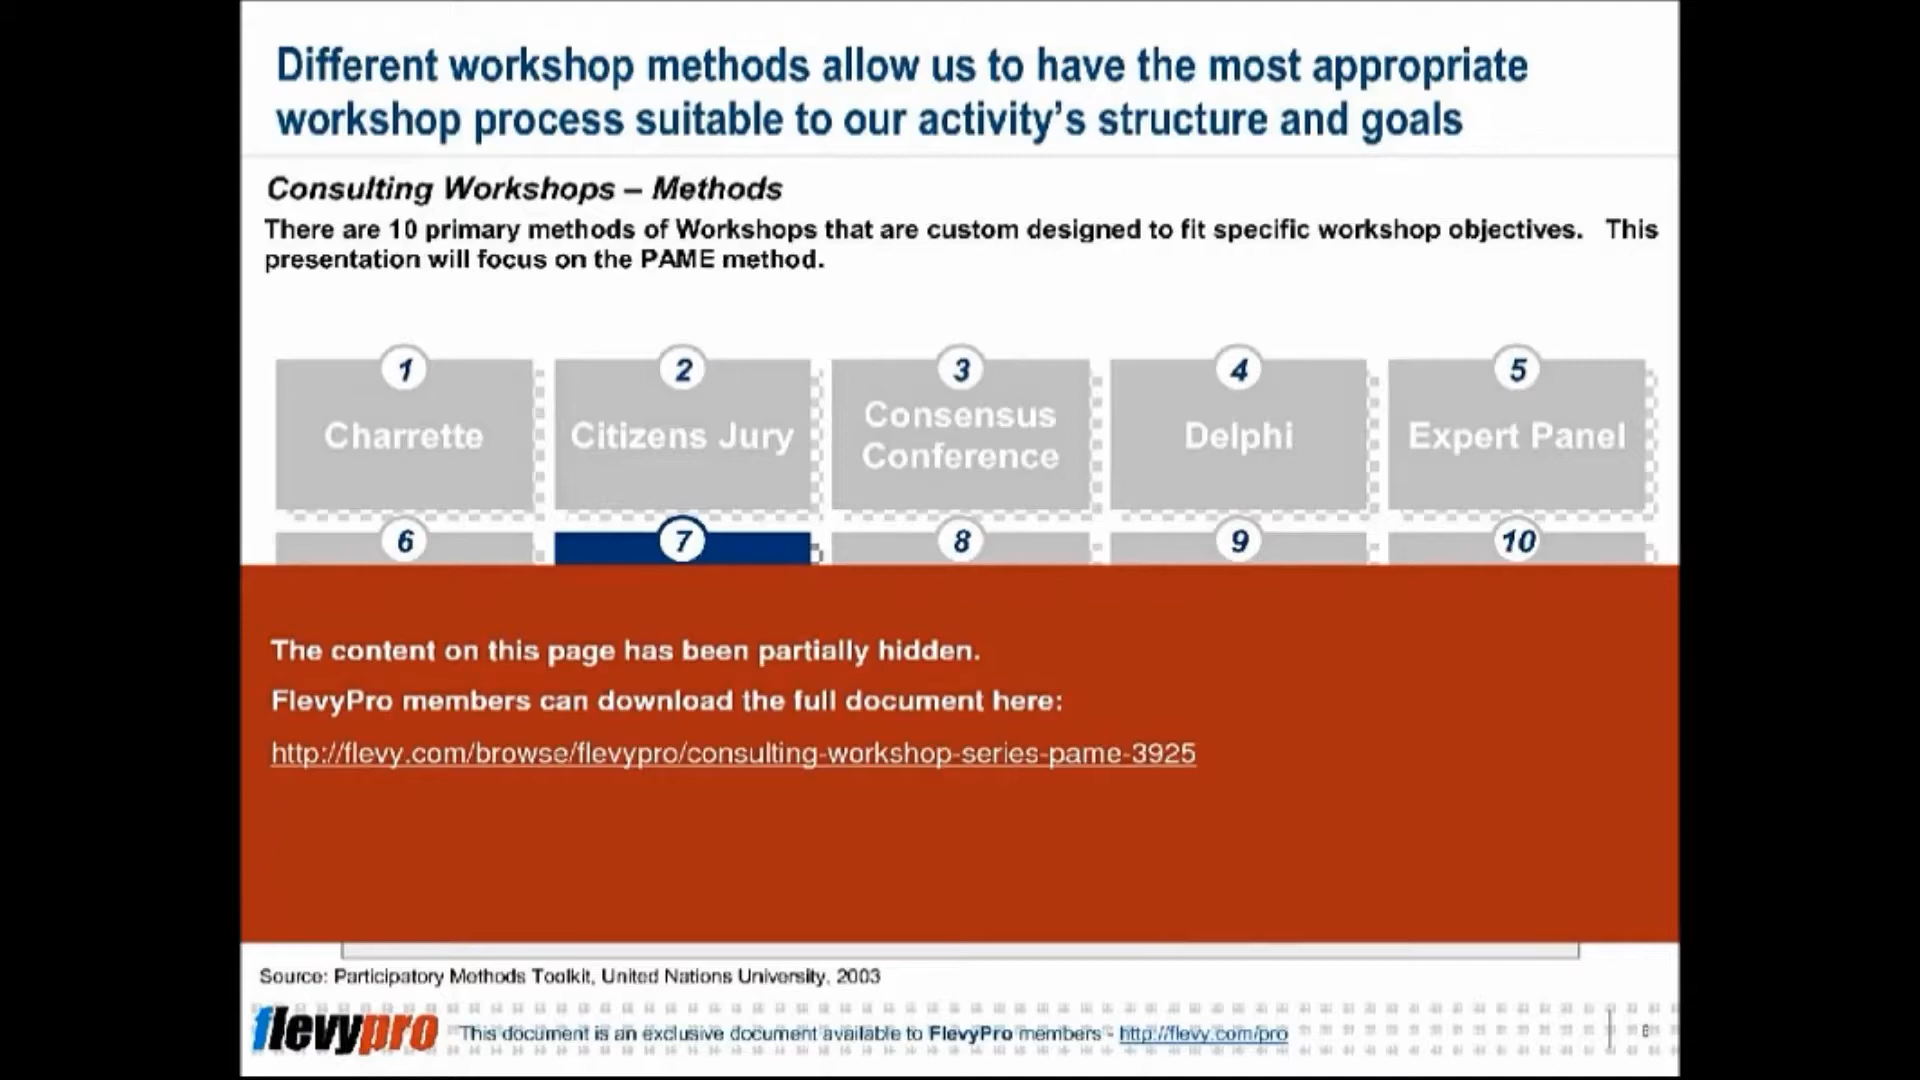 Different workshop methods allow us to have the most appropriate
workshop process suitable to our activity’s structure and goals
Consulting Workshops – Methods
There are 10 primary methods of Workshops that are custom designed to fit specific workshop objectives. This
presentation will focus on the PAME method.
1
2
3
4
5
Charrette
Citizens Jury
Consensus
Conference
Delphi
Expert Panel
6
7
8
9
10
The content on this page has been partially hidden.
FlevyPro members can download the full document here:
http://flevy.com/browse/flevypro/consulting-workshop-series-pame-3925
Source: Participatory Methods Toolkit, United Nations University, 2003
flevypro
This document is an exclusive document available to FlevyPro members - http://flevy.com/pro